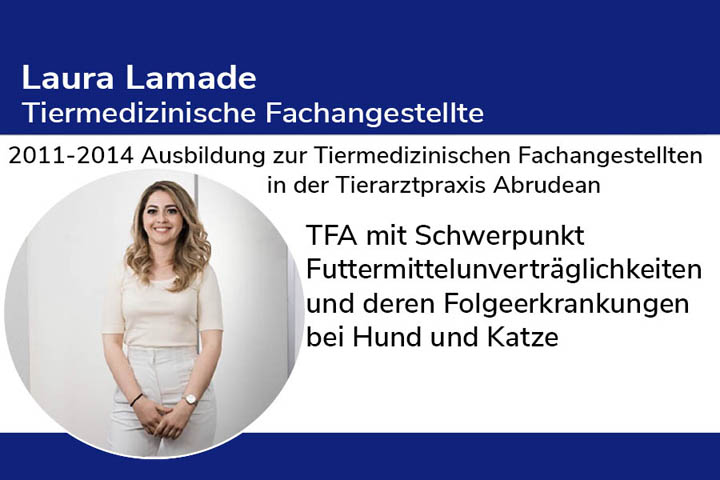 Laura Lamade
Tiermedizinische Fachangestellte
2011-2014 Ausbildung zur Tiermedizinischen Fachangestellten
in der Tierarztpraxis Abrudean
TFA mit Schwerpunkt
Futtermittelunverträglichkeiten
und deren Folgeerkrankungen
bei Hund und Katze